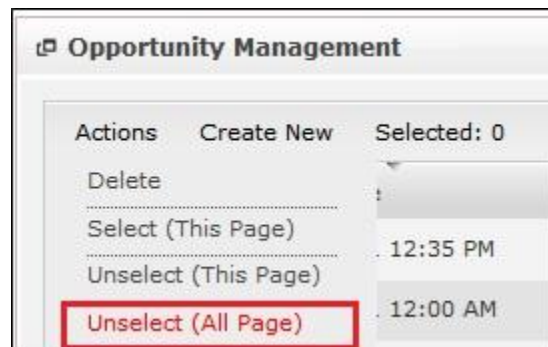 Opportunity Management
Actions Create New Selected: 0
Delete
Select (This Page)
Unselect (This Page)
12:35 PM
Unselect (All Page)
12:00 AM